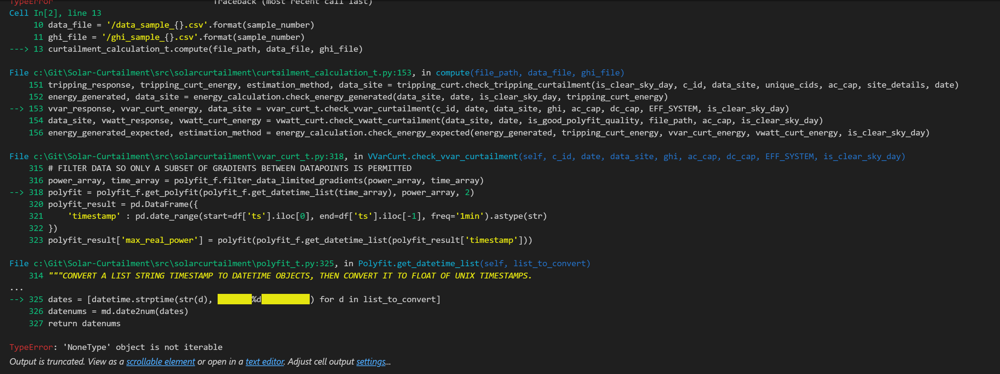 TypeError Traceback (most recent call last)
Cell In[2], line 13
10 data_file = '/data_sample_{}.csv'.format(sample_number)
11 ghi_file = '/ghi_sample_{}.csv'.format(sample_number)
---> 13 curtailment_calculation_t.compute(file_path, data_file, ghi_file)
File c:\Git\Solar-Curtailment\src\solarcurtailment\curtailment_calculation_t.py:153, in compute(file_path, data_file, ghi_file)
151 tripping_response, tripping_curt_energy, estimation_method, data_site = tripping_curt.check_tripping_curtailment(is_clear_sky_day, c_id, data_site, unique_cids, ac_cap, site_details, date)
152 energy_generated, data_site = energy_calculation.check_energy_generated(data_site, date, is_clear_sky_day, tripping_curt_energy)
--> 153 vvar_response, vvar_curt_energy, data_site = vvar_curt_t.check_vvar_curtailment(c_id, date, data_site, ghi, ac_cap, dc_cap, EFF_SYSTEM, is_clear_sky_day)
154 data_site, vwatt_response, vwatt_curt_energy = vwatt_curt.check_vwatt_curtailment(data_site, date, is_good_polyfit_quality, file_path, ac_cap, is_clear_sky_day)
156 energy_generated_expected, estimation_method = energy_calculation.check_energy_expected(energy_generated, tripping_curt_energy, vvar_curt_energy, vwatt_curt_energy, is_clear_sky_day)
File c:\Git\Solar-Curtailment\src\solarcurtailment\vvar_curt_t.py:318, in VVarCurt.check_vvar_curtailment(self, c_id, date, data_site, ghi, ac_cap, dc_cap, EFF_SYSTEM, is_clear_sky_day)
315 # FILTER DATA SO ONLY A SUBSET OF GRADIENTS BETWEEN DATAPOINTS IS PERMITTED
316 power_array, time_array = polyfit_f.filter_data_limited_gradients(power_array, time_array)
--> 318 polyfit = polyfit_f.get_polyfit(polyfit_f.get_datetime_list(time_array), power_array, 2)
320 polyfit_result = pd.DataFrame({
321 'timestamp' : pd.date_range(start=df['ts'].iloc[0], end=df['ts'].iloc[-1], freq='1min').astype(str)
322 })
323 polyfit_result['max_real_power'] = polyfit(polyfit_f.get_datetime_list(polyfit_result['timestamp']))
File c:\Git\Solar-Curtailment\src\solarcurtailment\polyfit_t.py:325, in Polyfit.get_datetime_list(self, list_to_convert)
314 """CONVERT A LIST STRING TIMESTAMP TO DATETIME OBJECTS, THEN CONVERT IT TO FLOAT OF UNIX TIMESTAMPS.
...
--> 325 dates = [datetime.strptime(str(d), %d) for d in list_to_convert]
326 datenums = md.date2num(dates)
327 return datenums
TypeError: 'NoneType' object is not iterable
Output is truncated. View as a scrollable element or open in a text editor. Adjust cell output settings...